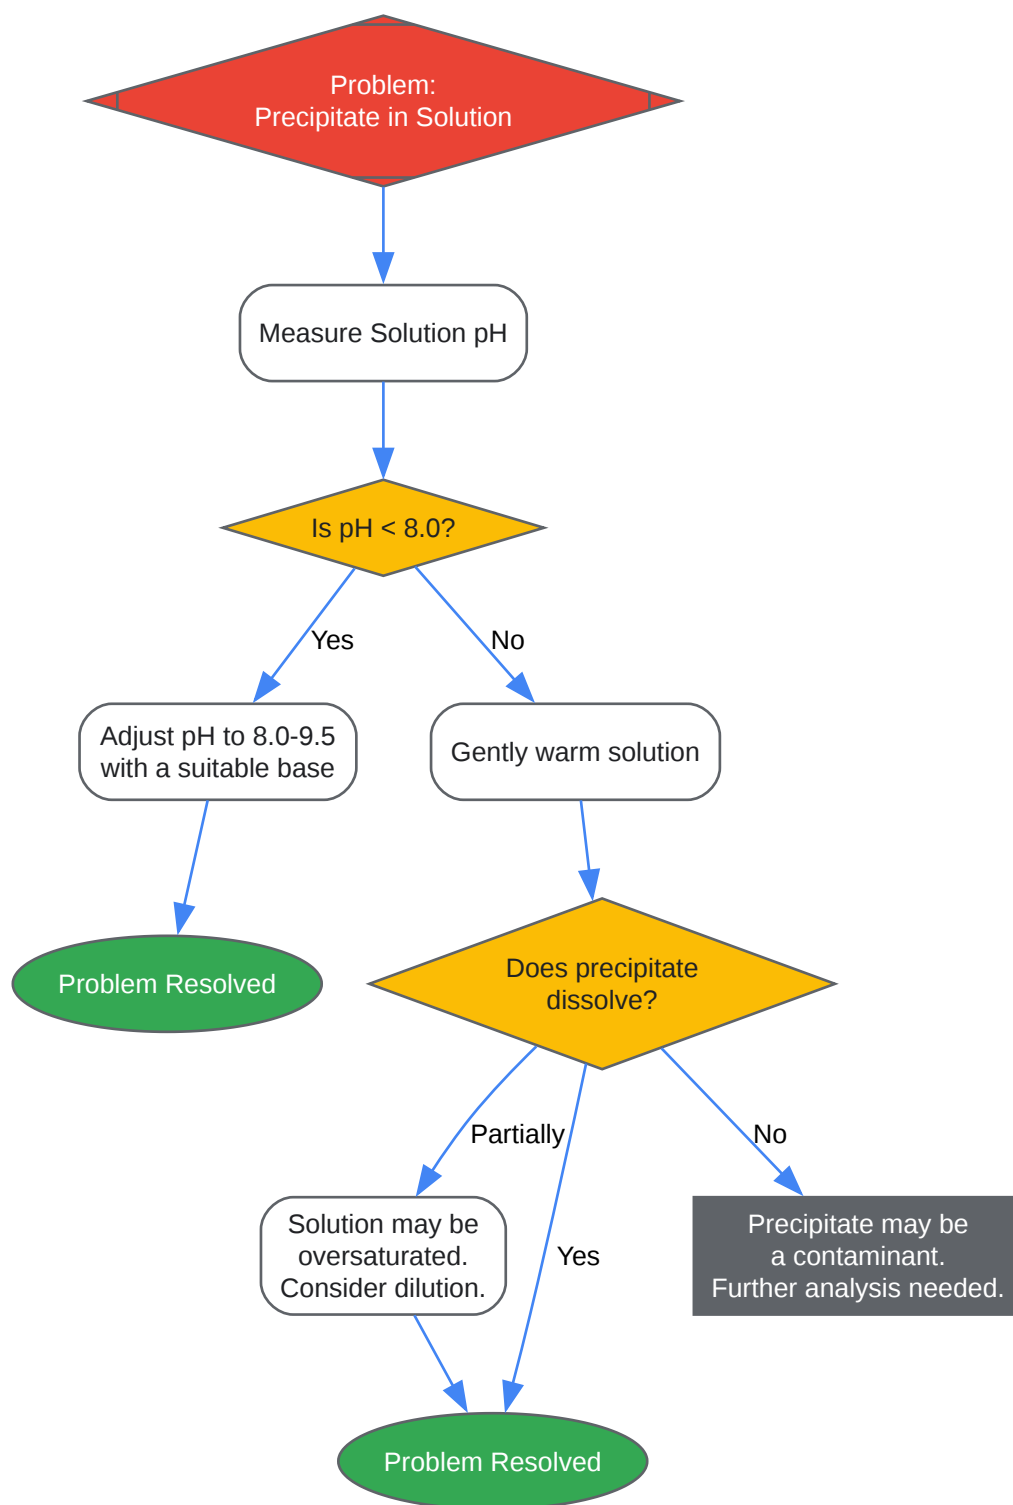 Problem:
Precipitate in Solution
Measure Solution pH
Is pH < 8.0?
Yes
No
Adjust pH to 8.0-9.5
with a suitable base
Gently warm solution
Problem Resolved
Does precipitate
dissolve?
Partially
No
Yes
Solution may be
oversaturated.
Consider dilution.
Precipitate may be
a contaminant.
Further analysis needed.
Problem Resolved